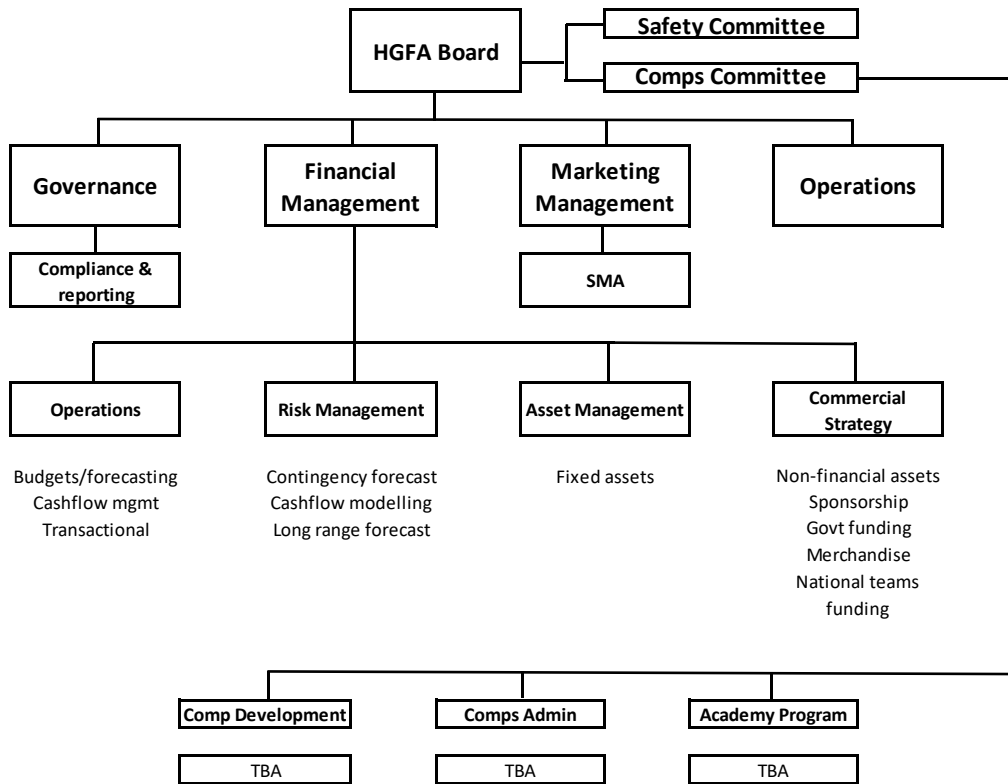 HGFA Board
Safety Committee
Comps Committee
Governance
Financial
Management
Marketing
Management
Operations
Compliance &
reporting
SMA
Operations
Risk Management
Asset Management
Commercial
Strategy
Budgets/forecasting
Cashflow mgmt
Transactional
Contingency forecast
Cashflow modelling
Long range forecast
Fixed assets
Non-financial assets
Sponsorship
Govt funding
Merchandise
National teams
funding
Comp Development
Comps Admin
Academy Program
TBA
TBA
TBA